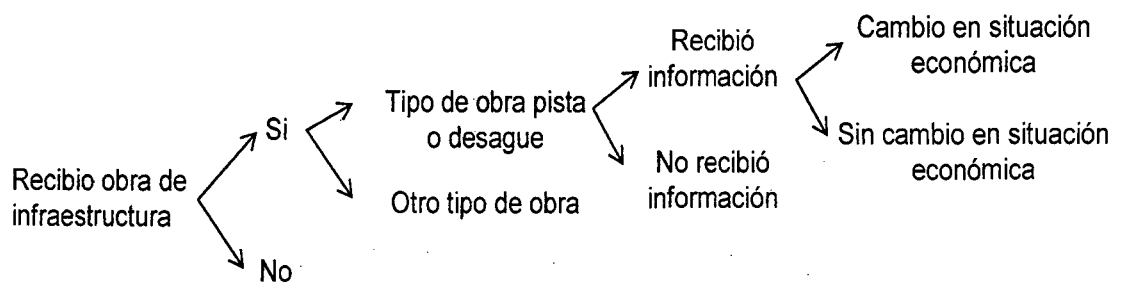 Recibio obra de
infraestructura
Si
No
Tipo de obra pista
o desague
Otro tipo de obra
Recibió
información
No recibió
información
Cambio en situación
económica
Sin cambio en situación
económica